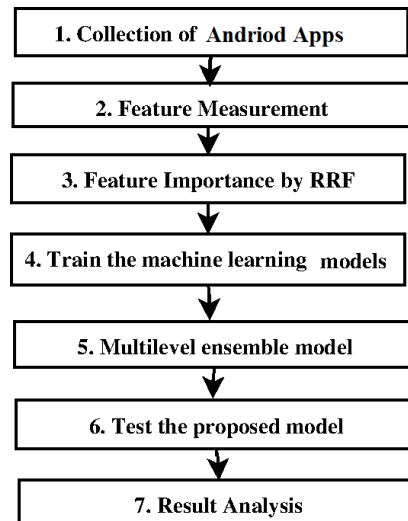 1. Collection of Andriod Apps
2. Feature Measurement
3. Feature Importance by RRF
4. Train the machine learning models
5. Multilevel ensemble model
6. Test the proposed model
7. Result Analysis